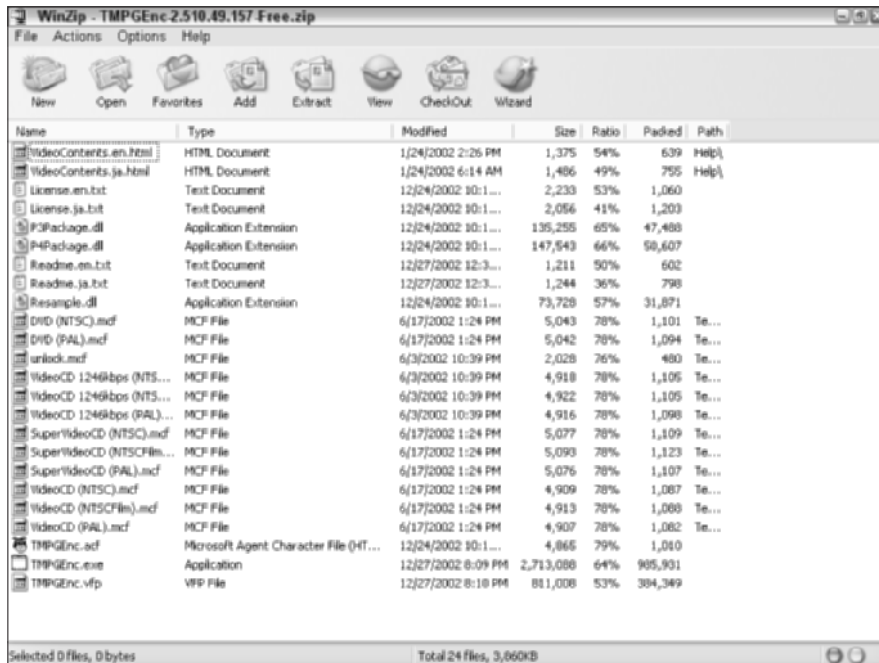 WinZip - TMPGEnc-2.510.49.157-Free.zip
File Actions Options Help
New Open Favorites Add Extract View CheckOut Wizard
Name Type Modified Size Ratio Packed Path
VideoContents.en.html HTML Document 1/24/2002 2:26 PM 1,375 54% 639 Help\
VideoContents.ja.html HTML Document 1/24/2002 6:14 AM 1,486 49% 755 Help\
License.en.txt Text Document 12/24/2002 10:1... 2,233 53% 1,060
License.ja.txt Text Document 12/24/2002 10:1... 2,056 41% 1,203
P3Package.dll Application Extension 12/24/2002 10:1... 135,255 65% 47,488
P4Package.dll Application Extension 12/24/2002 10:1... 147,543 66% 50,607
Readme.en.txt Text Document 12/27/2002 12:3... 1,211 50% 602
Readme.ja.txt Text Document 12/27/2002 12:3... 1,244 36% 798
Resample.dll Application Extension 12/24/2002 10:1... 73,728 57% 31,871
DVD (NTSC).mcf MCF File 6/17/2002 1:24 PM 5,043 78% 1,101 Te...
DVD (PAL).mcf MCF File 6/17/2002 1:24 PM 5,042 78% 1,094 Te...
unlock.mcf MCF File 6/3/2002 10:39 PM 2,028 76% 480 Te...
VideoCD 1246kbps (NTS... MCF File 6/3/2002 10:39 PM 4,918 78% 1,105 Te...
VideoCD 1246kbps (NTS... MCF File 6/3/2002 10:39 PM 4,922 78% 1,105 Te...
VideoCD 1246kbps (PAL)... MCF File 6/3/2002 10:39 PM 4,916 78% 1,098 Te...
SuperVideoCD (NTSC).mcf MCF File 6/17/2002 1:24 PM 5,077 78% 1,109 Te...
SuperVideoCD (NTSCFilm... MCF File 6/17/2002 1:24 PM 5,093 78% 1,123 Te...
SuperVideoCD (PAL).mcf MCF File 6/17/2002 1:24 PM 5,076 78% 1,107 Te...
VideoCD (NTSC).mcf MCF File 6/17/2002 1:24 PM 4,909 78% 1,087 Te...
VideoCD (NTSCFilm).mcf MCF File 6/17/2002 1:24 PM 4,913 78% 1,088 Te...
VideoCD (PAL).mcf MCF File 6/17/2002 1:24 PM 4,907 78% 1,082 Te...
TMPGEnc.acf Microsoft Agent Character File (HT... 12/24/2002 10:1... 4,865 79% 1,010
TMPGEnc.exe Application 12/27/2002 8:09 PM 2,713,088 64% 985,931
TMPGEnc.vfp VFP File 12/27/2002 8:10 PM 811,008 53% 384,349
Selected 0 files, 0 bytes Total 24 files, 3,860KB